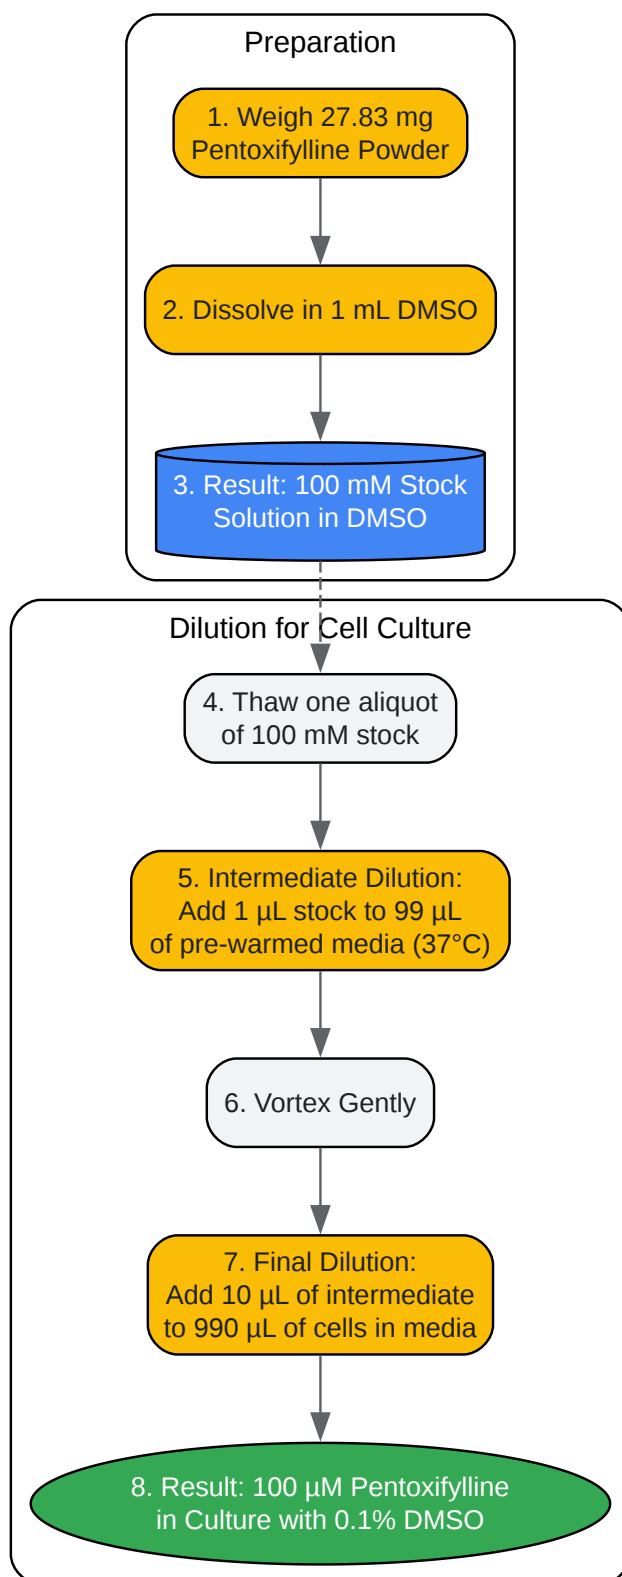 Preparation
1. Weigh 27.83 mg
Pentoxifylline Powder
2. Dissolve in 1 mL DMSO
3. Result: 100 mM Stock
Solution in DMSO
Dilution for Cell Culture
4. Thaw one aliquot
of 100 mM stock
5. Intermediate Dilution:
Add 1 µL stock to 99 µL
of pre-warmed media (37°C)
6. Vortex Gently
7. Final Dilution:
Add 10 µL of intermediate
to 990 µL of cells in media
8. Result: 100 µM Pentoxifylline
in Culture with 0.1% DMSO